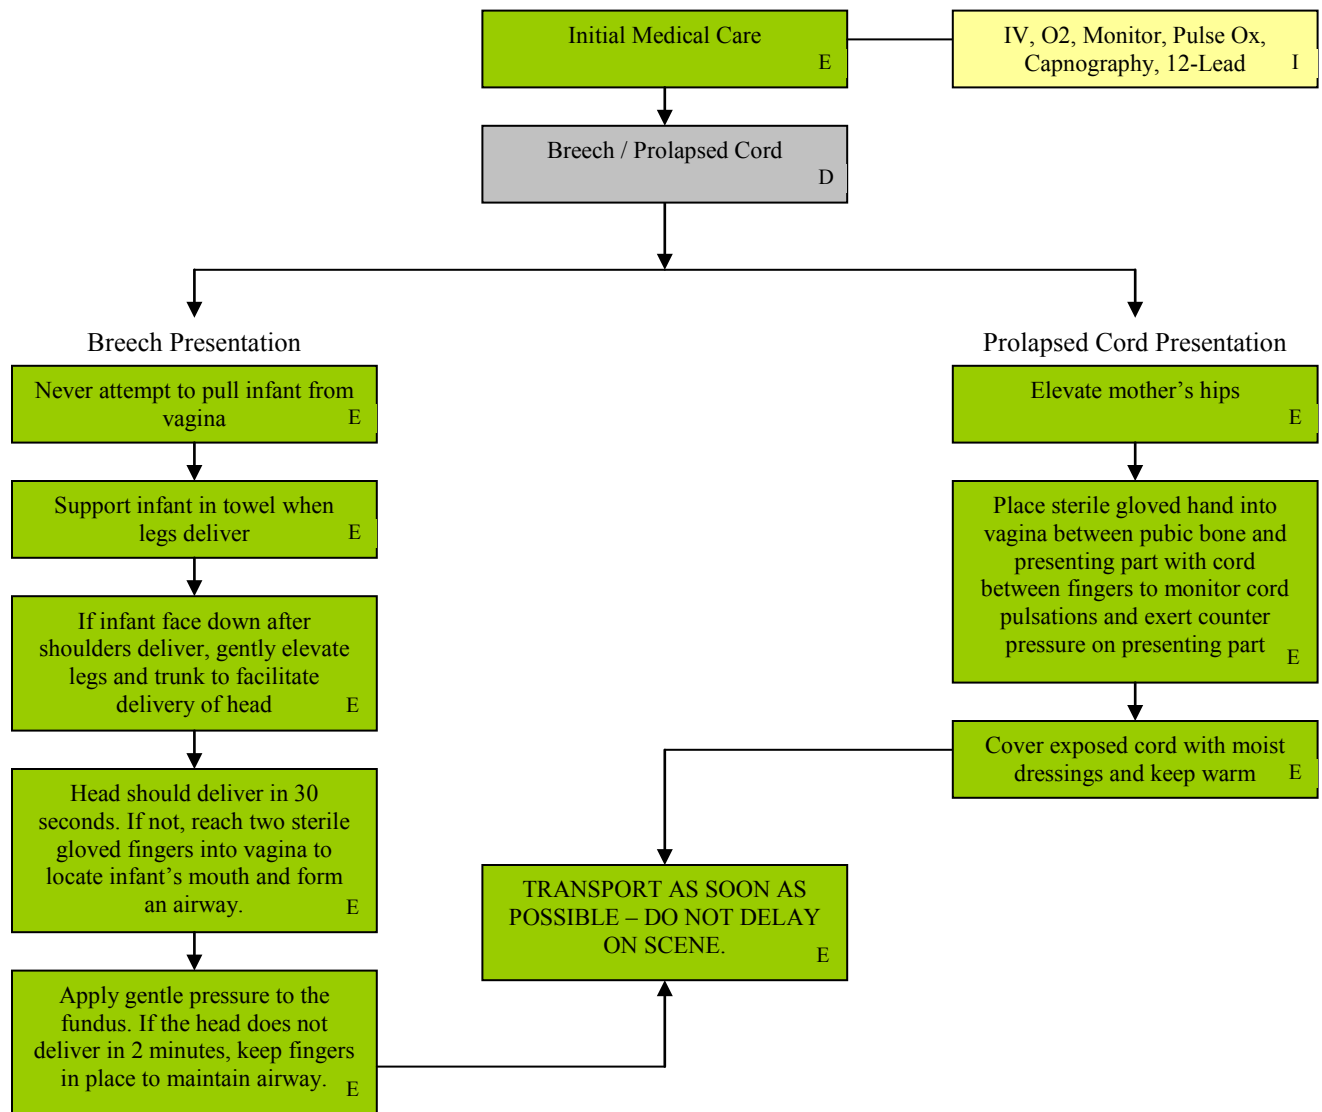 Initial Medical Care
E
IV, O2, Monitor, Pulse Ox,
Capnography, 12-Lead
I
Breech / Prolapsed Cord
D
Breech Presentation
Never attempt to pull infant from
vagina
E
Support infant in towel when
legs deliver
E
If infant face down after
shoulders deliver, gently elevate
legs and trunk to facilitate
delivery of head
E
Head should deliver in 30
seconds. If not, reach two sterile
gloved fingers into vagina to
locate infant’s mouth and form
an airway.
E
Apply gentle pressure to the
fundus. If the head does not
deliver in 2 minutes, keep fingers
in place to maintain airway.
E
Prolapsed Cord Presentation
Elevate mother’s hips
E
Place sterile gloved hand into
vagina between pubic bone and
presenting part with cord
between fingers to monitor cord
pulsations and exert counter
pressure on presenting part
E
Cover exposed cord with moist
dressings and keep warm
E
TRANSPORT AS SOON AS
POSSIBLE – DO NOT DELAY
ON SCENE.
E